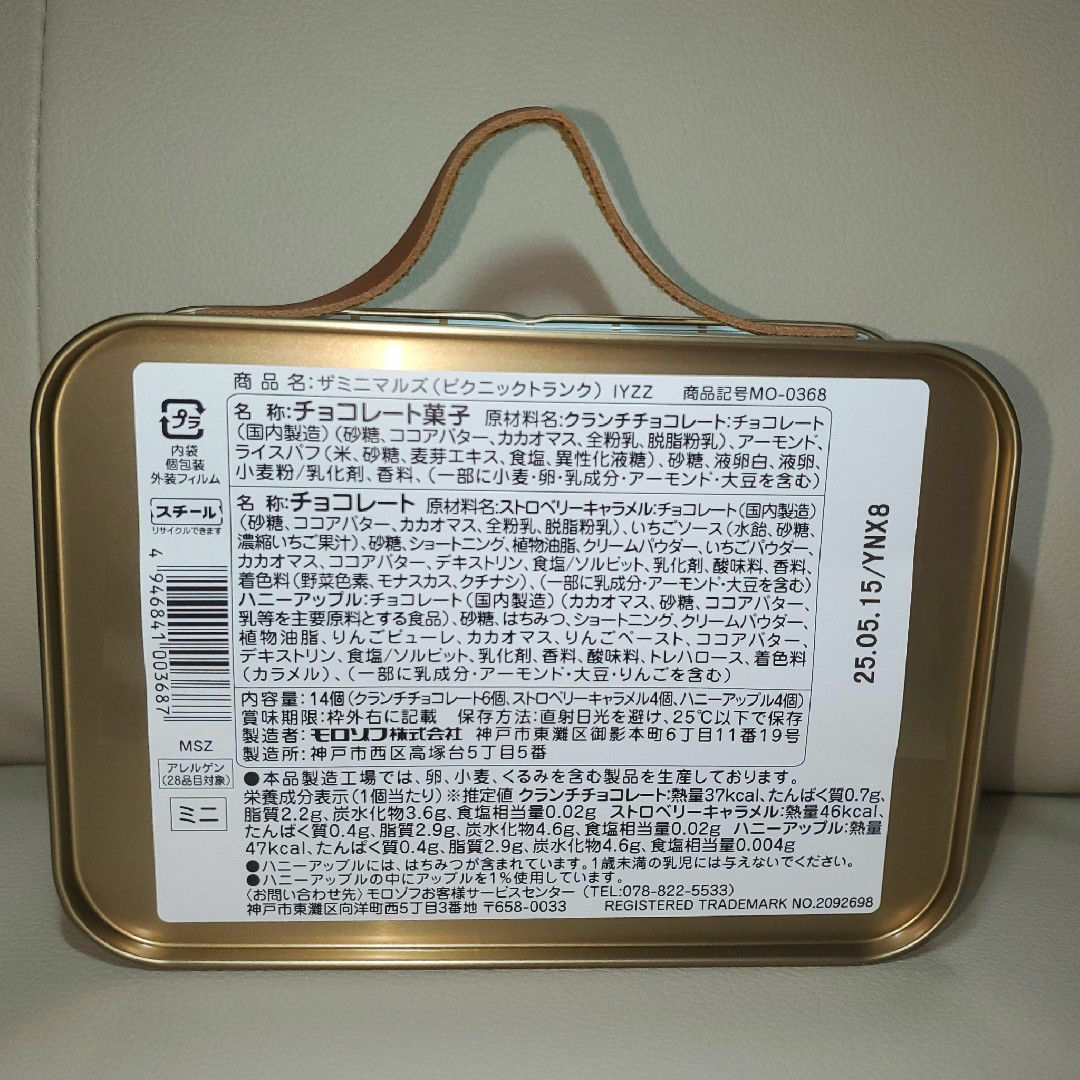 商品名:ザミニマルズ(ピクニックトランク) IYZZ 商品記号MO-0368
名 称:チョコレート菓子 原材料名:クランチチョコレート:チョコレート
(国内製造)(砂糖、ココアバター、カカオマス、全粉乳、脱脂粉乳)、アーモンド、
ライスパフ(米、砂糖、麦芽エキス、食塩、異性化液糖)、砂糖、液卵白、液卵、
小麦粉/乳化剤、香料、(一部に小麦・卵・乳成分・アーモンド・大豆を含む)
名 称:チョコレート 原材料名:ストロベリーキャラメル:チョコレート(国内製造)
(砂糖、ココアバター、カカオマス、全粉乳、脱脂粉乳)、いちごソース(水飴、砂糖、
濃縮いちご果汁)、砂糖、ショートニング、植物油脂、クリームパウダー、いちごパウダー、
カカオマス、ココアバター、デキストリン、食塩/ソルビット、乳化剤、酸味料、香料、
着色料(野菜色素、モナスカス、クチナシ)、(一部に乳成分・アーモンド・大豆を含む)
ハニーアップル:チョコレート(国内製造)(カカオマス、砂糖、ココアバター、
乳等を主要原料とする食品)、砂糖、はちみつ、ショートニング、クリームパウダー、
植物油脂、りんごピューレ、カカオマス、りんごペースト、ココアバター、
デキストリン、食塩/ソルビット、乳化剤、香料、酸味料、トレハロース、着色料
(カラメル)、(一部に乳成分・アーモンド・大豆・りんごを含む)
内容量:14個(クランチチョコレート6個、ストロベリーキャラメル4個、ハニーアップル4個)
賞味期限:枠外右に記載 保存方法:直射日光を避け、25℃以下で保存
製造者:モロゾフ株式会社 神戸市東灘区御影本町6丁目11番19号
製造所:神戸市西区高塚台5丁目5番
●本品製造工場では、卵、小麦、くるみを含む製品を生産しております。
栄養成分表示(1個当たり)※推定値 クランチチョコレート:熱量37kcal、たんぱく質0.7g、
脂質2.2g、炭水化物3.6g、食塩相当量0.02g ストロベリーキャラメル:熱量46kcal、
たんぱく質0.4g、脂質2.9g、炭水化物4.6g、食塩相当量0.02g ハニーアップル:熱量
47kcal、たんぱく質0.4g、脂質2.9g、炭水化物4.6g、食塩相当量0.004g
●ハニーアップルには、はちみつが含まれています。1歳未満の乳児には与えないでください。
●ハニーアップルの中にアップルを1%使用しています。
〈お問い合わせ先〉モロゾフお客様サービスセンター (TEL:078-822-5533)
神戸市東灘区向洋町西5丁目3番地 〒658-0033 REGISTERED TRADEMARK NO.2092698
プラ
内袋
個包装
外装フィルム
スチール
リサイクルできます
4 946841 003687
MSZ
アレルゲン
(28品目対象)
ミニ
25.05.15/YNX8